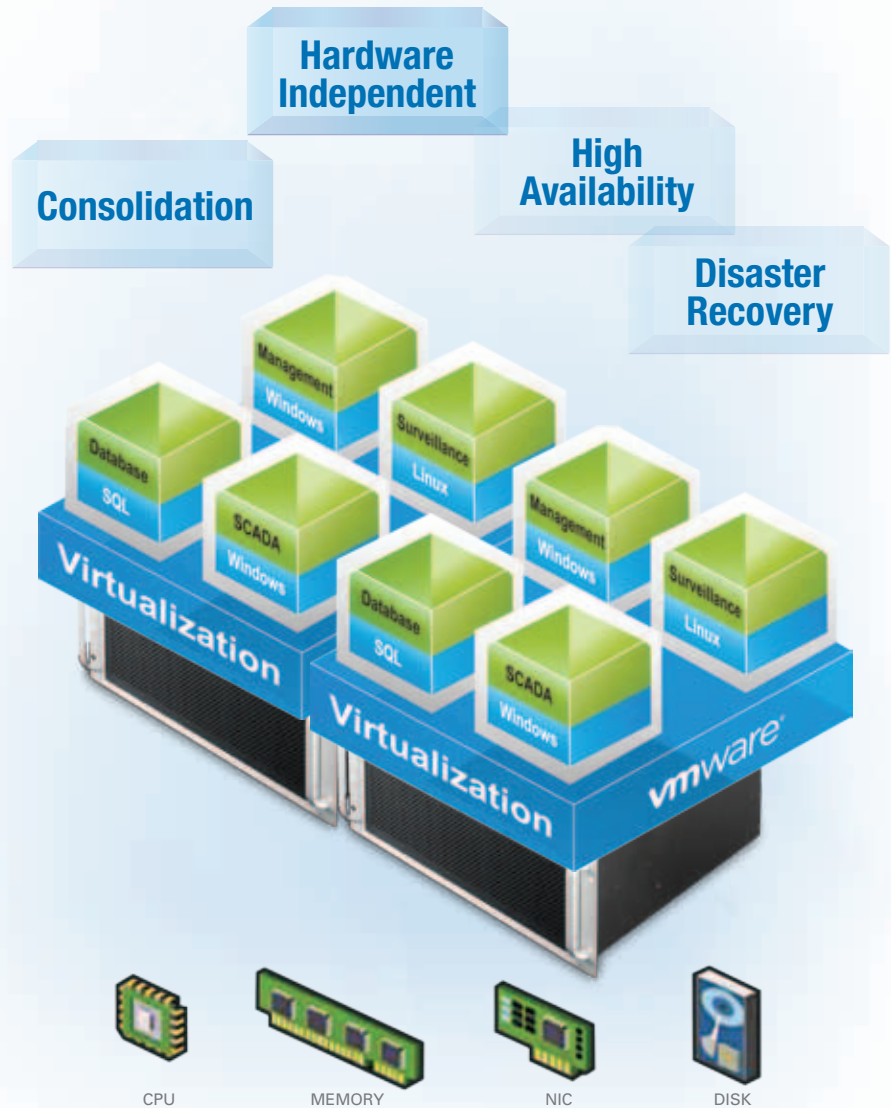 Hardware
Independent
High
Availability
Consolidation
Disaster
Recovery
Management
Windows
Surveillance
Linux
Database
SQL
SCADA
Windows
Management
Windows
Surveillance
Linux
Database
SQL
SCADA
Windows
Virtualization
Virtualization
vmware®
CPU
MEMORY
NIC
DISK